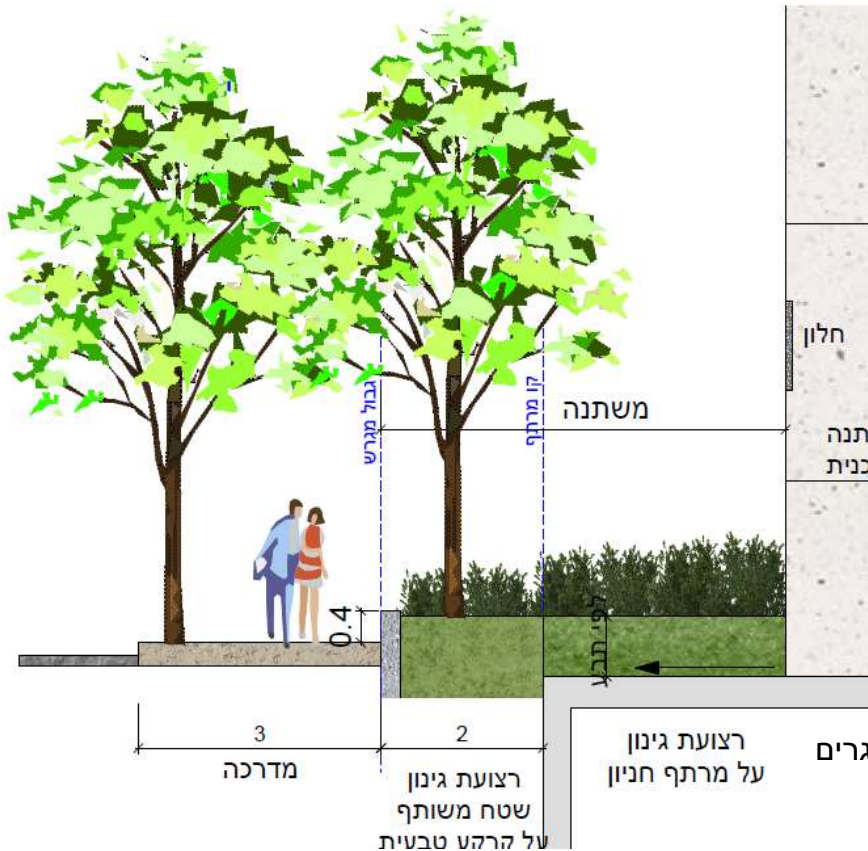 חלון
משתנה
תנה
כנית
גבול מגרש
קו מרתף
0.4
לפי תבע
3
2
מדרכה
רצועת גינון
שטח משותף
על קרקע טבעית
רצועת גינון
על מרתף חניון
גרים